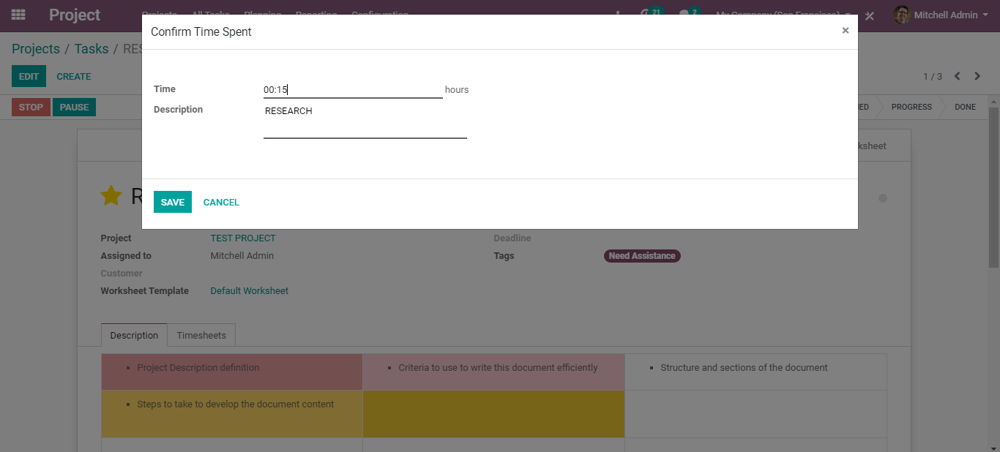 Project
Projects All Tasks Planning Reporting Configuration 21 2 My Company (San Francisco) Mitchell Admin
Confirm Time Spent ×
Projects / Tasks / RES
EDIT CREATE 1 / 3
Time 00:15 hours
STOP PAUSE
Description RESEARCH
PROGRESS DONE
ksheet
SAVE CANCEL
R
Project TEST PROJECT Deadline
Assigned to Mitchell Admin Tags Need Assistance
Customer
Worksheet Template Default Worksheet
Description Timesheets
▪ Project Description definition ▪ Criteria to use to write this document efficiently ▪ Structure and sections of the document
▪ Steps to take to develop the document content